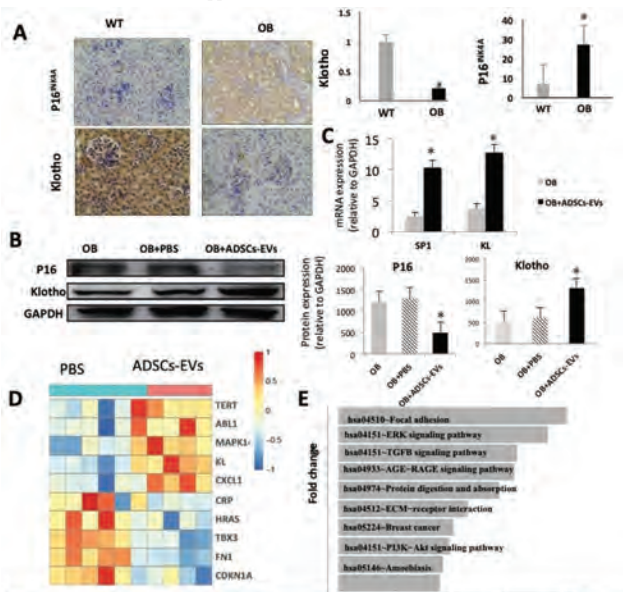 A
WT
OB
P16INK4A
Klotho
Klotho
1.5
1
0.5
0
WT
OB
*
P16INK4A
40
30
20
10
0
WT
OB
*
C
mRNA expression
(relative to GAPDH)
15
10
5
0
*
*
SP1
KL
OB
OB+ADSCs-EVs
B
OB
OB+PBS
OB+ADSCs-EVs
P16
Klotho
GAPDH
Protein expression
(relative to GAPDH)
P16
2000
1500
1000
500
0
*
OB
OB+PBS
OB+ADSCs-EVs
Klotho
1500
1000
500
0
*
OB
OB+PBS
OB+ADSCs-EVs
D
PBS
ADSCs-EVs
1
0.5
0
−0.5
−1
TERT
ABL1
MAPK14
KL
CXCL1
CRP
HRAS
TBX3
FN1
CDKN1A
E
Fold change
hsa04510~Focal adhesion
hsa04151~ERK signaling pathway
hsa04151~TGFB signaling pathway
hsa04933~AGE-RAGE signaling pathway
hsa04974~Protein digestion and absorption
hsa04512~ECM-receptor interaction
hsa05224~Breast cancer
hsa04151~PI3K-Akt signaling pathway
hsa05146~Amoebiasis